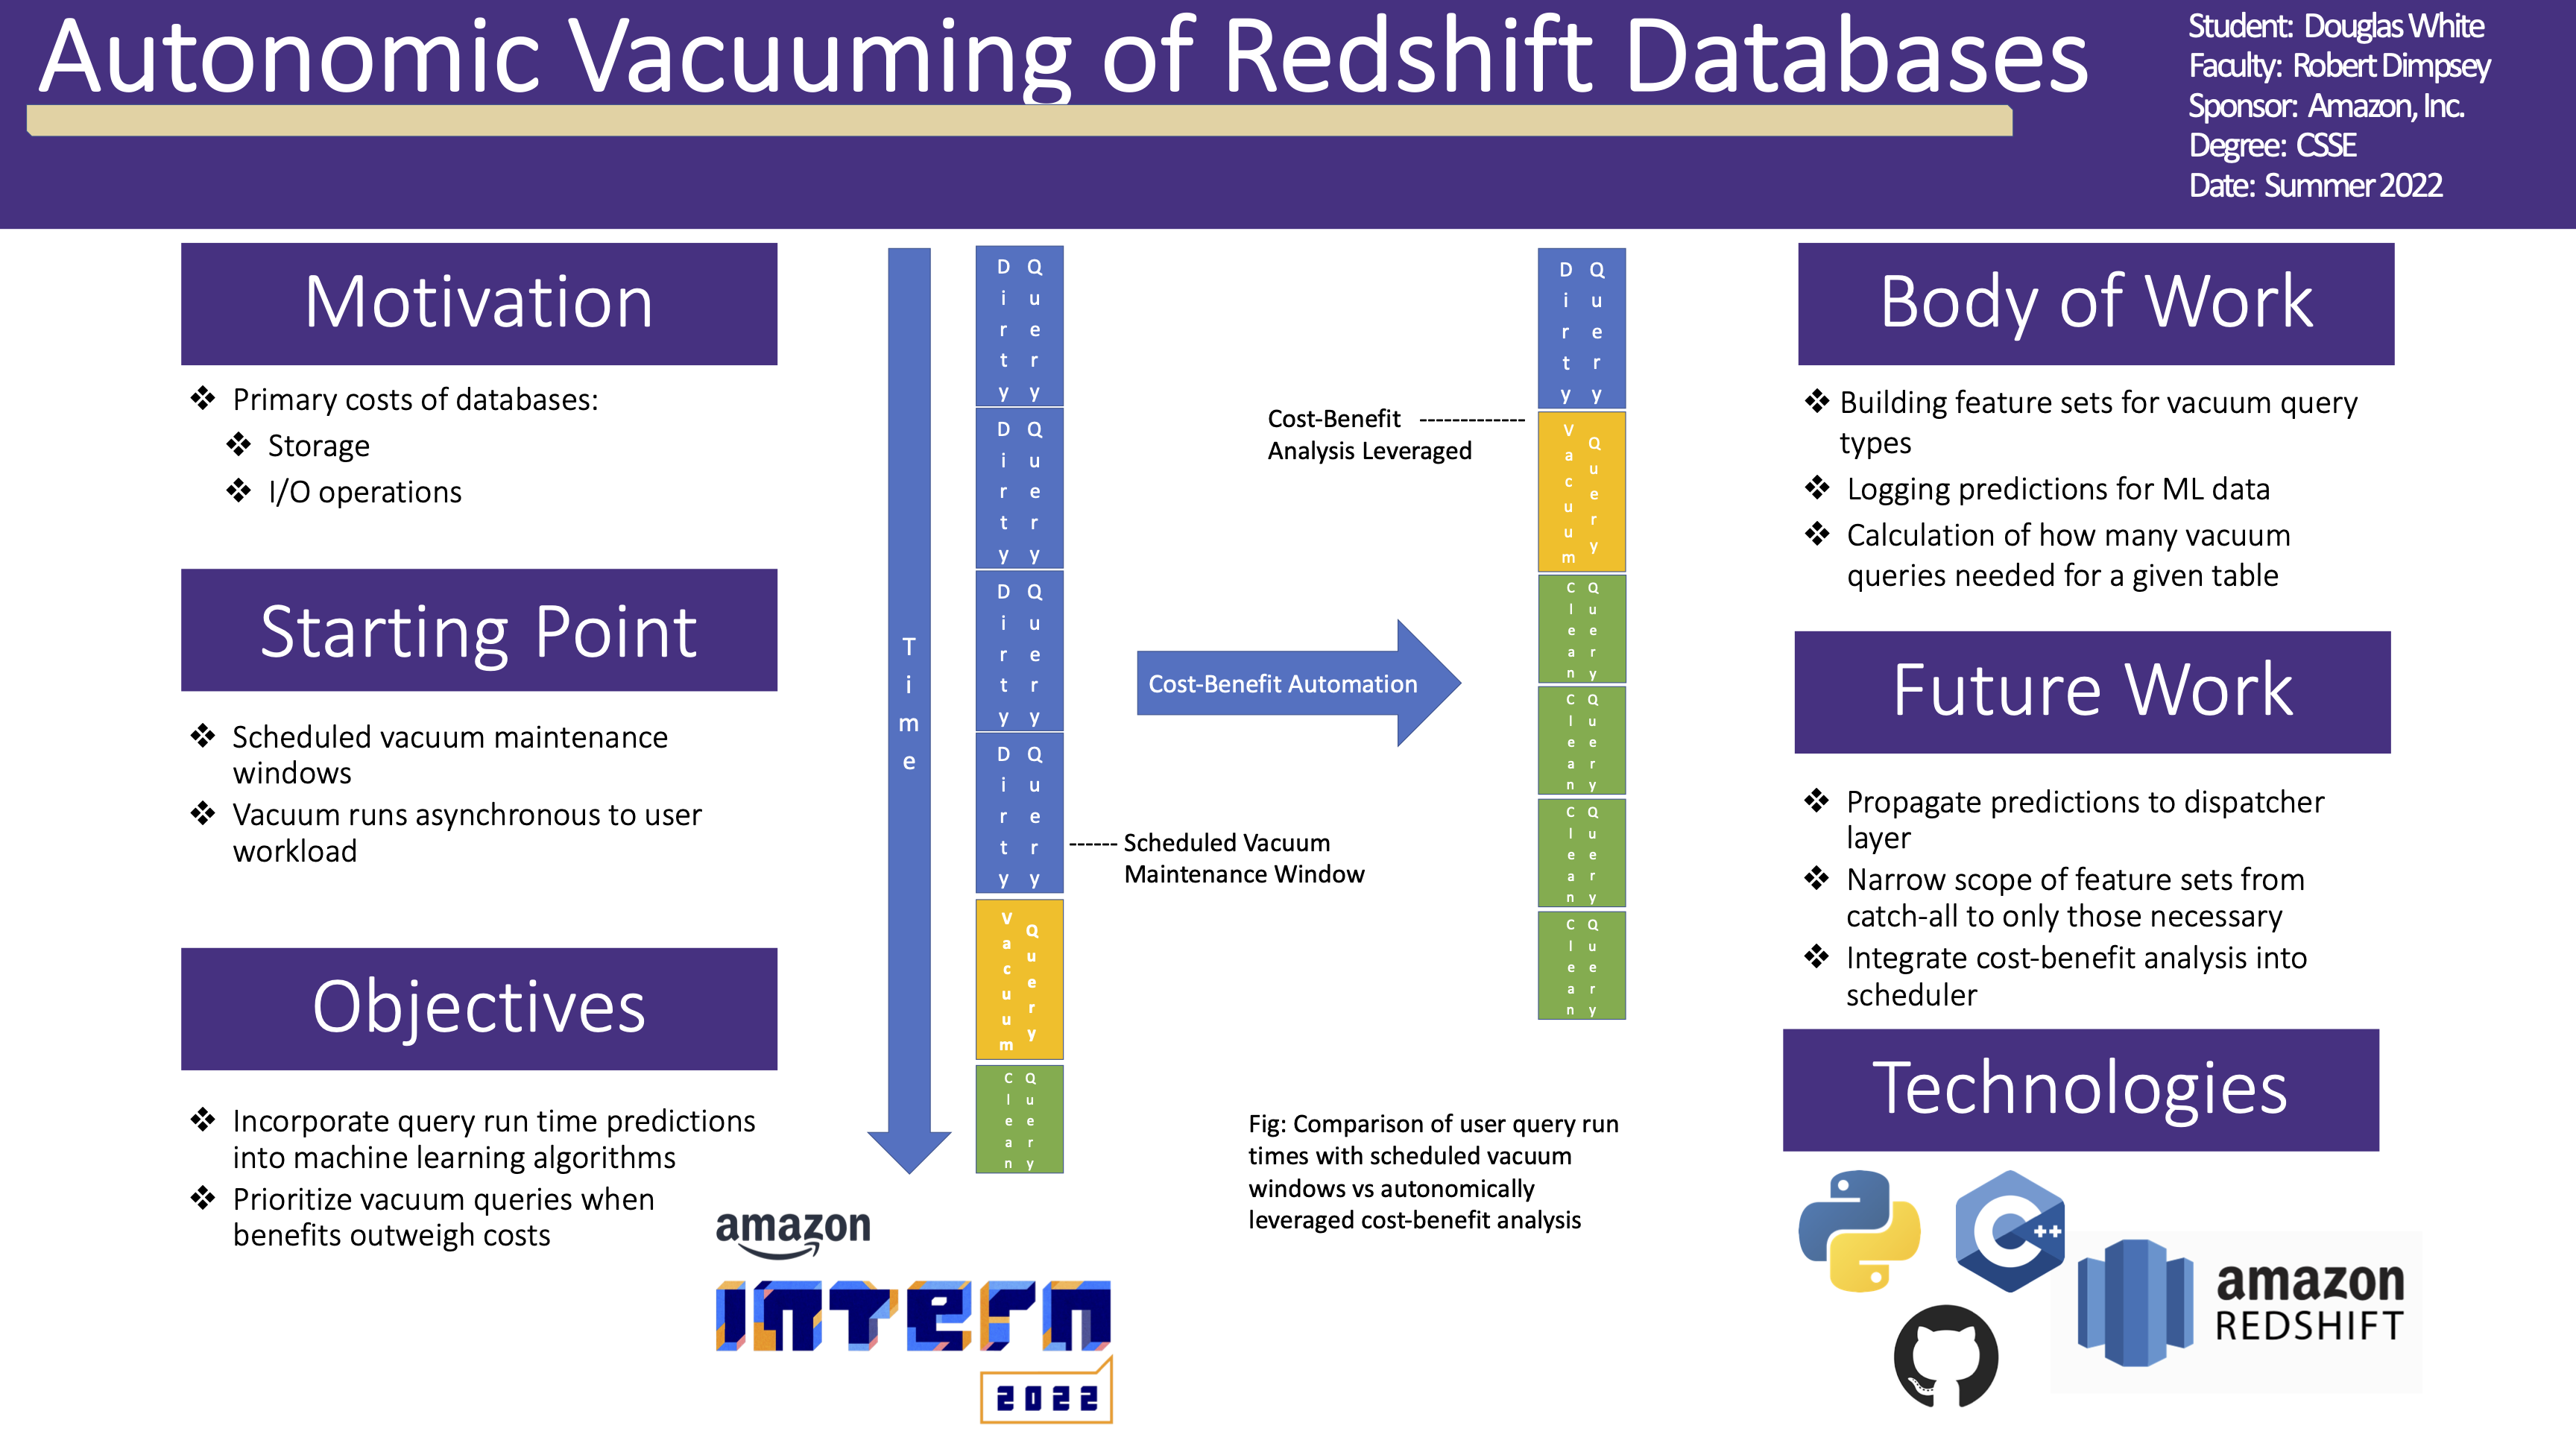 Autonomic Vacuuming of Redshift Databases
Student: Douglas White
Faculty: Robert Dimpsey
Sponsor: Amazon, Inc.
Degree: CSSE
Date: Summer 2022
Motivation
❖ Primary costs of databases:
❖ Storage
❖ I/O operations
Starting Point
❖ Scheduled vacuum maintenance
windows
❖ Vacuum runs asynchronous to user
workload
Objectives
❖ Incorporate query run time predictions
into machine learning algorithms
❖ Prioritize vacuum queries when
benefits outweigh costs
Time
Dirty Query
Dirty Query
Dirty Query
Dirty Query
Vacuum Query
Clean Query
Scheduled Vacuum
Maintenance Window
Cost-Benefit Automation
Cost-Benefit
Analysis Leveraged
Dirty Query
Vacuum Query
Clean Query
Clean Query
Clean Query
Clean Query
Fig: Comparison of user query run
times with scheduled vacuum
windows vs autonomically
leveraged cost-benefit analysis
amazon
intern
2022
Body of Work
❖ Building feature sets for vacuum query
types
❖ Logging predictions for ML data
❖ Calculation of how many vacuum
queries needed for a given table
Future Work
❖ Propagate predictions to dispatcher
layer
❖ Narrow scope of feature sets from
catch-all to only those necessary
❖ Integrate cost-benefit analysis into
scheduler
Technologies
C++
amazon
REDSHIFT